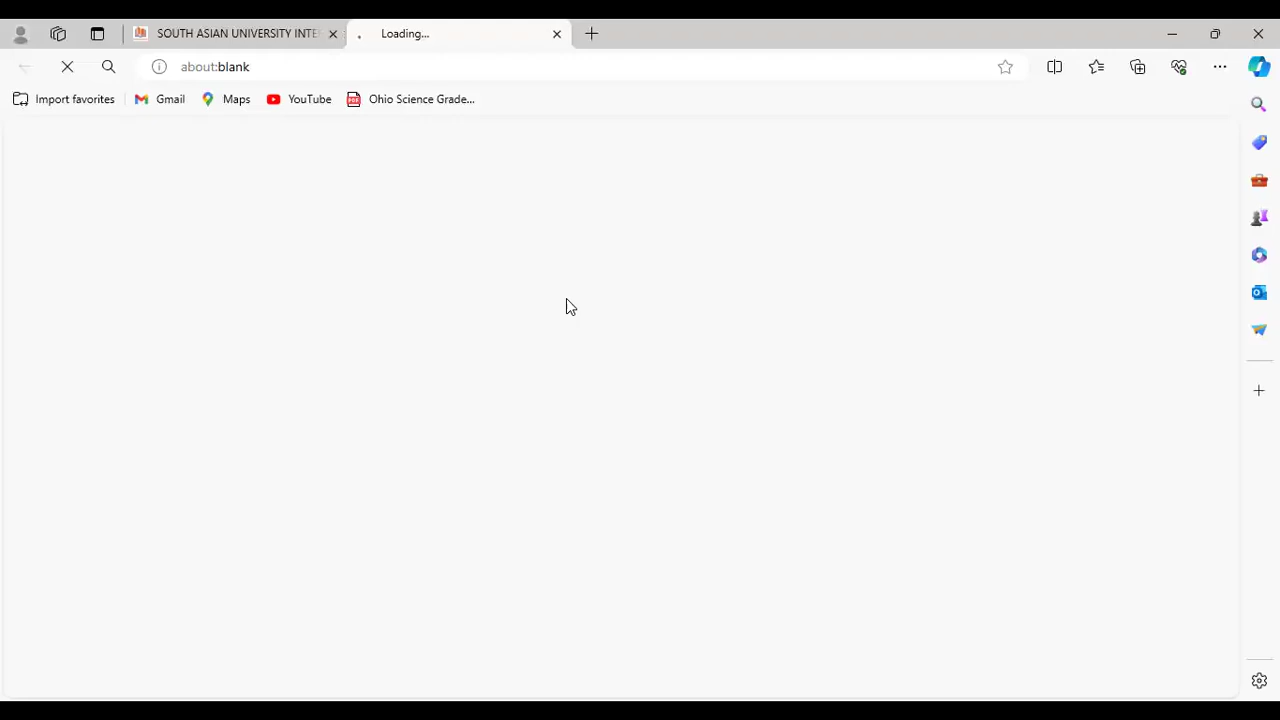 SOUTH ASIAN UNIVERSITY INTE
Loading...
about:blank
Import favorites
Gmail
Maps
YouTube
Ohio Science Grade...